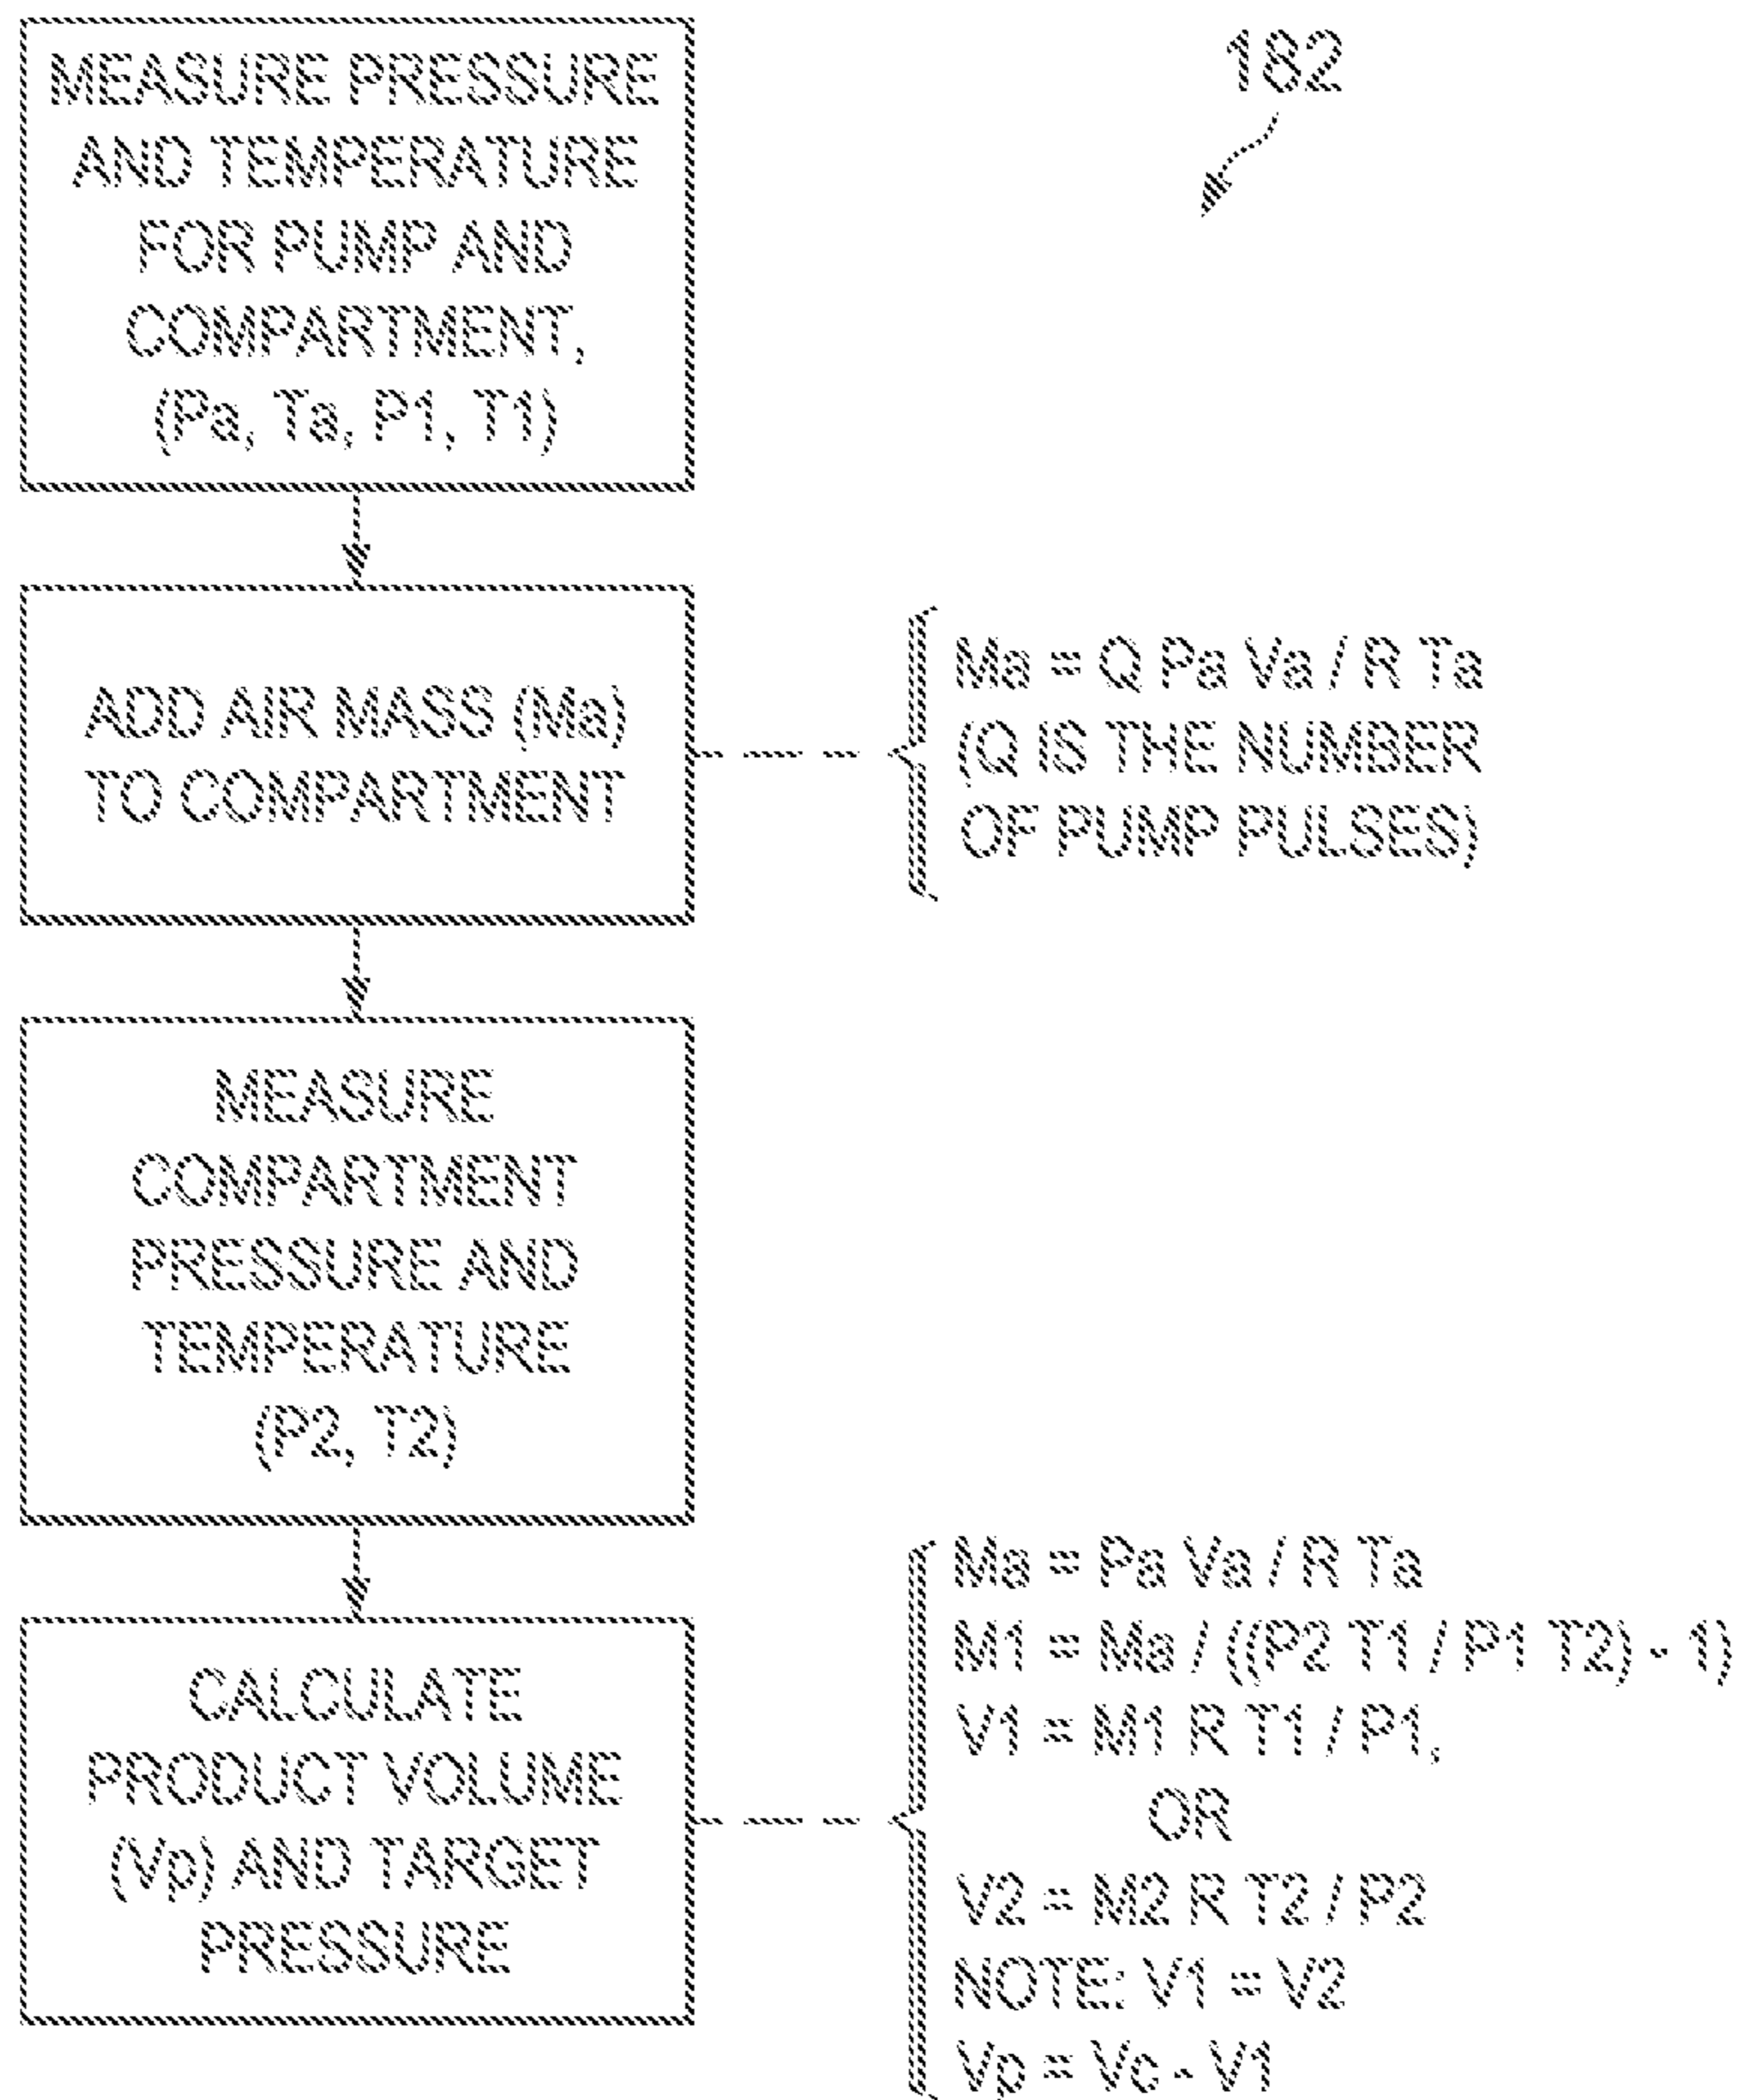 182
MEASURE PRESSURE
AND TEMPERATURE
FOR PUMP AND
COMPARTMENT,
(Pa, Ta, P1, T1)
ADD AIR MASS (Ma)
TO COMPARTMENT
Ma = Q Pa Va / R Ta
(Q IS THE NUMBER
OF PUMP PULSES)
MEASURE
COMPARTMENT
PRESSURE AND
TEMPERATURE
(P2, T2)
CALCULATE
PRODUCT VOLUME
(Vp) AND TARGET
PRESSURE
Ma = Pa Va / R Ta
M1 = Ma / ((P2 T1 / P1 T2) - 1)
V1 = M1 R T1 / P1,
OR
V2 = M2 R T2 / P2
NOTE: V1 = V2
Vp = Vc - V1